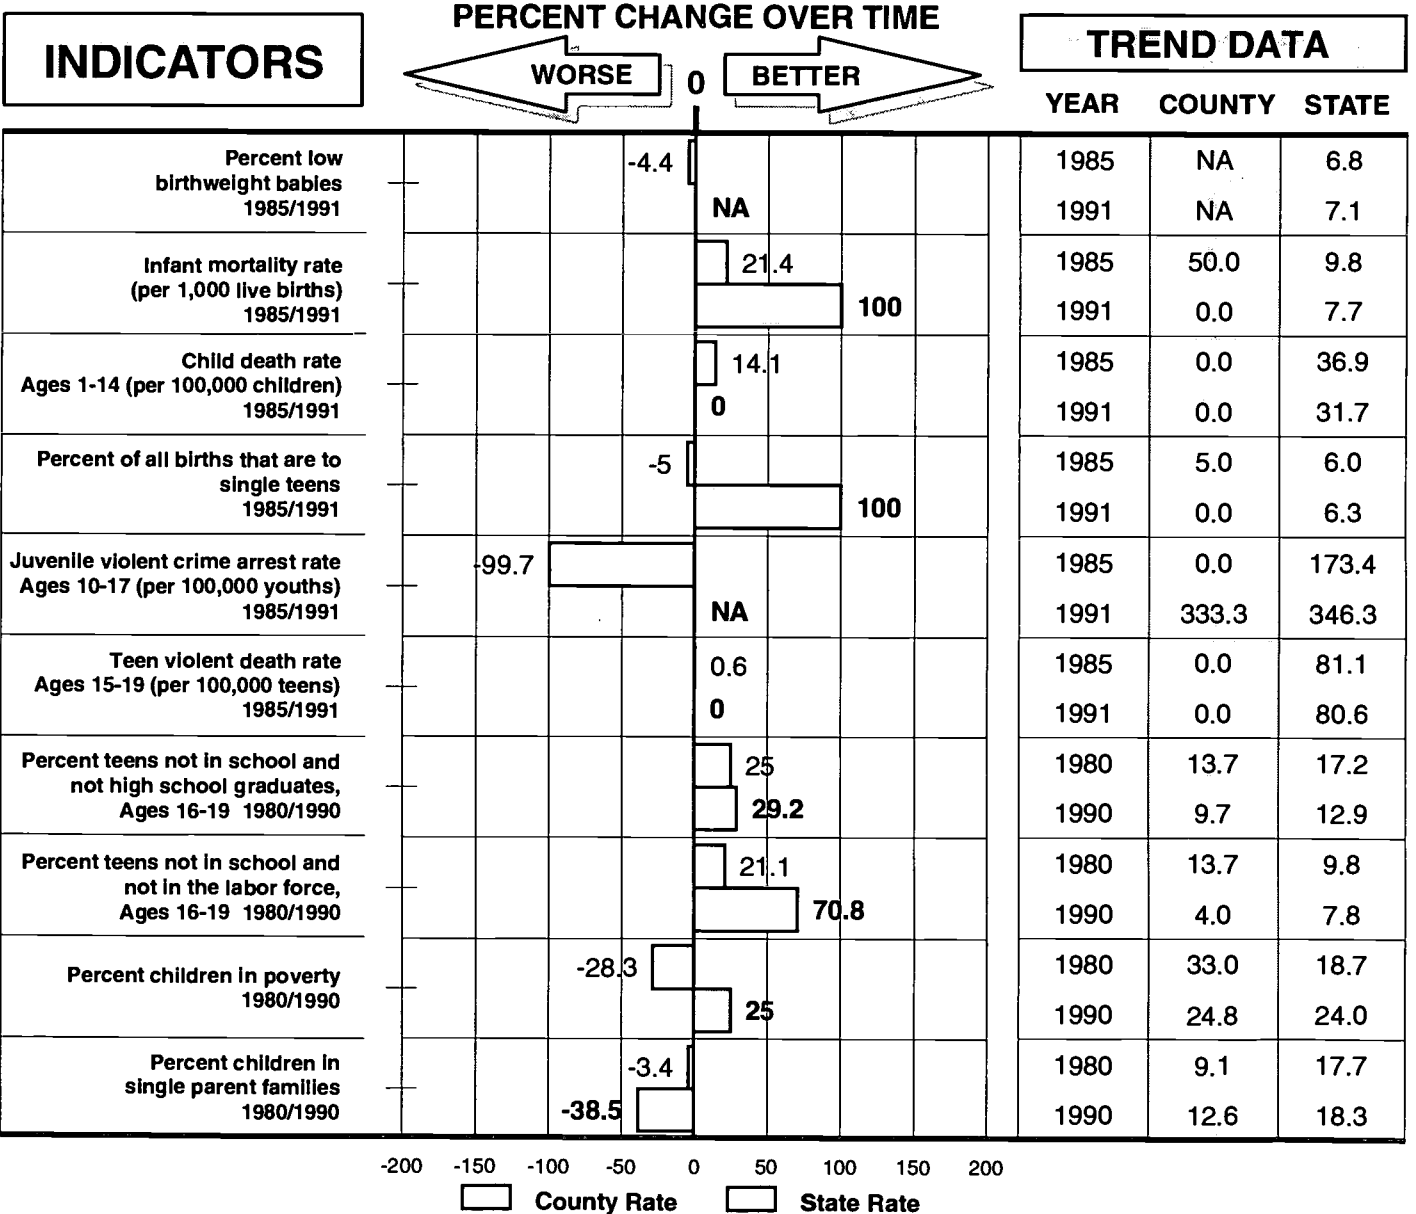 PERCENT CHANGE OVER TIME
INDICATORS
WORSE
0
BETTER
TREND DATA
YEAR COUNTY STATE
Percent low
birthweight babies
1985/1991
-4.4
NA
1985 NA 6.8
1991 NA 7.1
Infant mortality rate
(per 1,000 live births)
1985/1991
21.4
100
1985 50.0 9.8
1991 0.0 7.7
Child death rate
Ages 1-14 (per 100,000 children)
1985/1991
14.1
0
1985 0.0 36.9
1991 0.0 31.7
Percent of all births that are to
single teens
1985/1991
-5
100
1985 5.0 6.0
1991 0.0 6.3
Juvenile violent crime arrest rate
Ages 10-17 (per 100,000 youths)
1985/1991
-99.7
NA
1985 0.0 173.4
1991 333.3 346.3
Teen violent death rate
Ages 15-19 (per 100,000 teens)
1985/1991
0.6
0
1985 0.0 81.1
1991 0.0 80.6
Percent teens not in school and
not high school graduates,
Ages 16-19 1980/1990
25
29.2
1980 13.7 17.2
1990 9.7 12.9
Percent teens not in school and
not in the labor force,
Ages 16-19 1980/1990
21.1
70.8
1980 13.7 9.8
1990 4.0 7.8
Percent children in poverty
1980/1990
-28.3
25
1980 33.0 18.7
1990 24.8 24.0
Percent children in
single parent families
1980/1990
-3.4
-38.5
1980 9.1 17.7
1990 12.6 18.3
-200 -150 -100 -50 0 50 100 150 200
County Rate State Rate